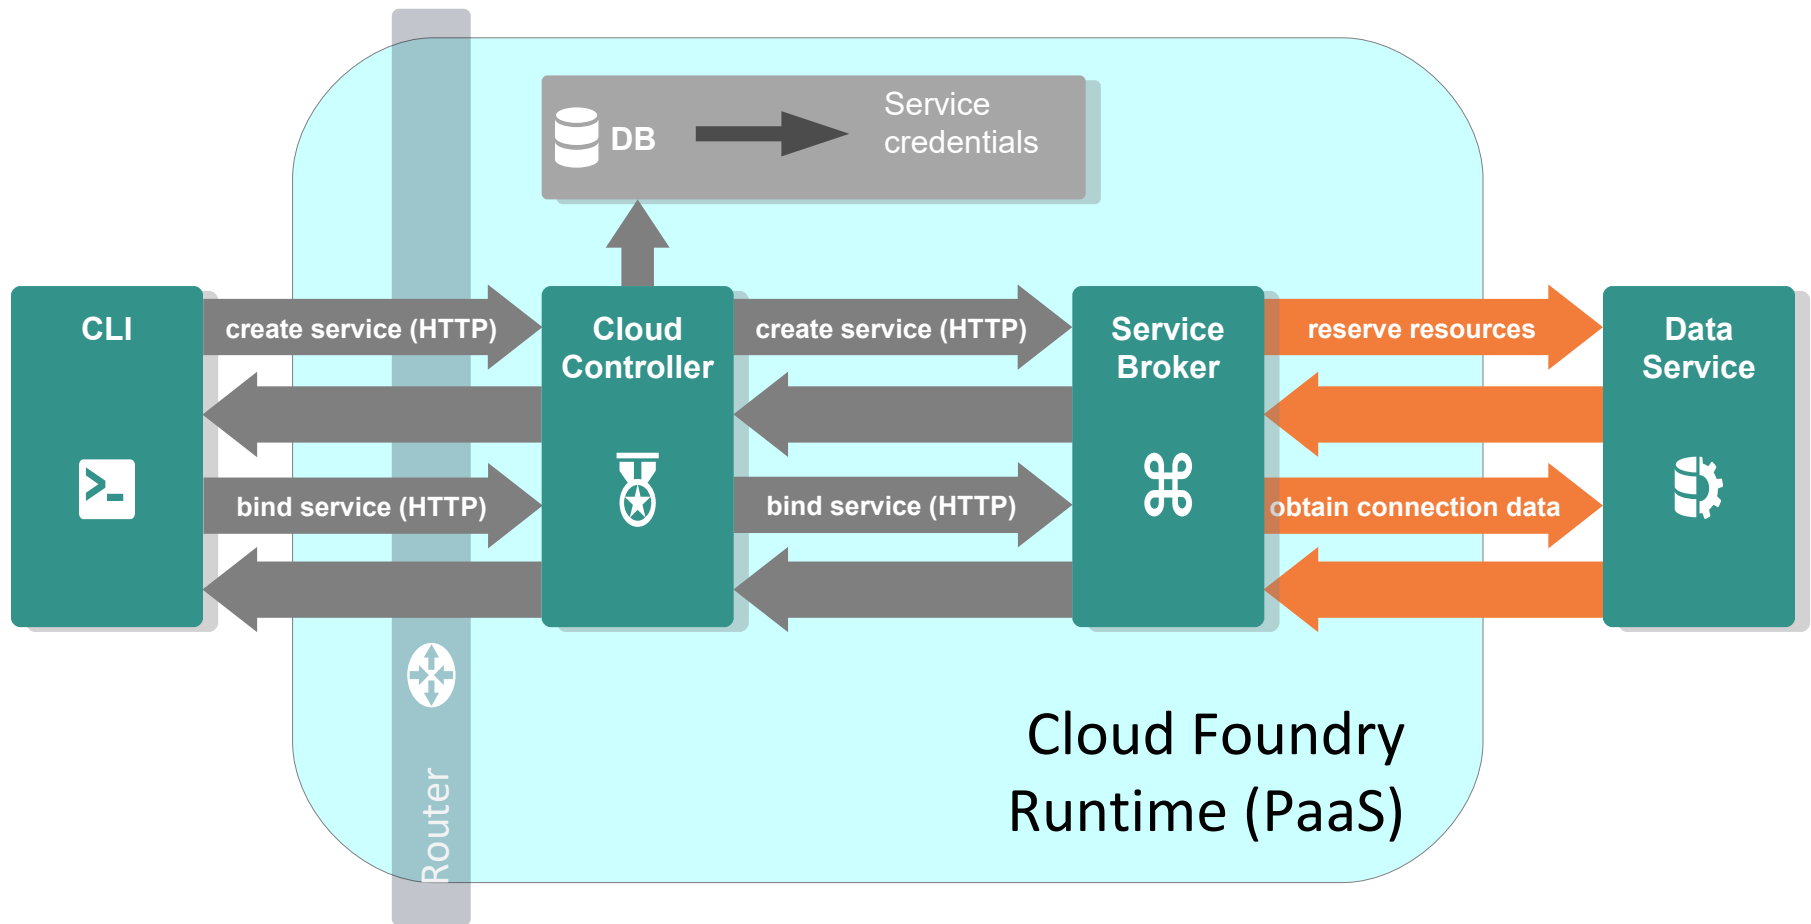 Service
credentials
DB
CLI
create service (HTTP)
Cloud
Controller
create service (HTTP)
Service
Broker
reserve resources
Data
Service
bind service (HTTP)
bind service (HTTP)
obtain connection data
Cloud Foundry
Runtime (PaaS)
Router